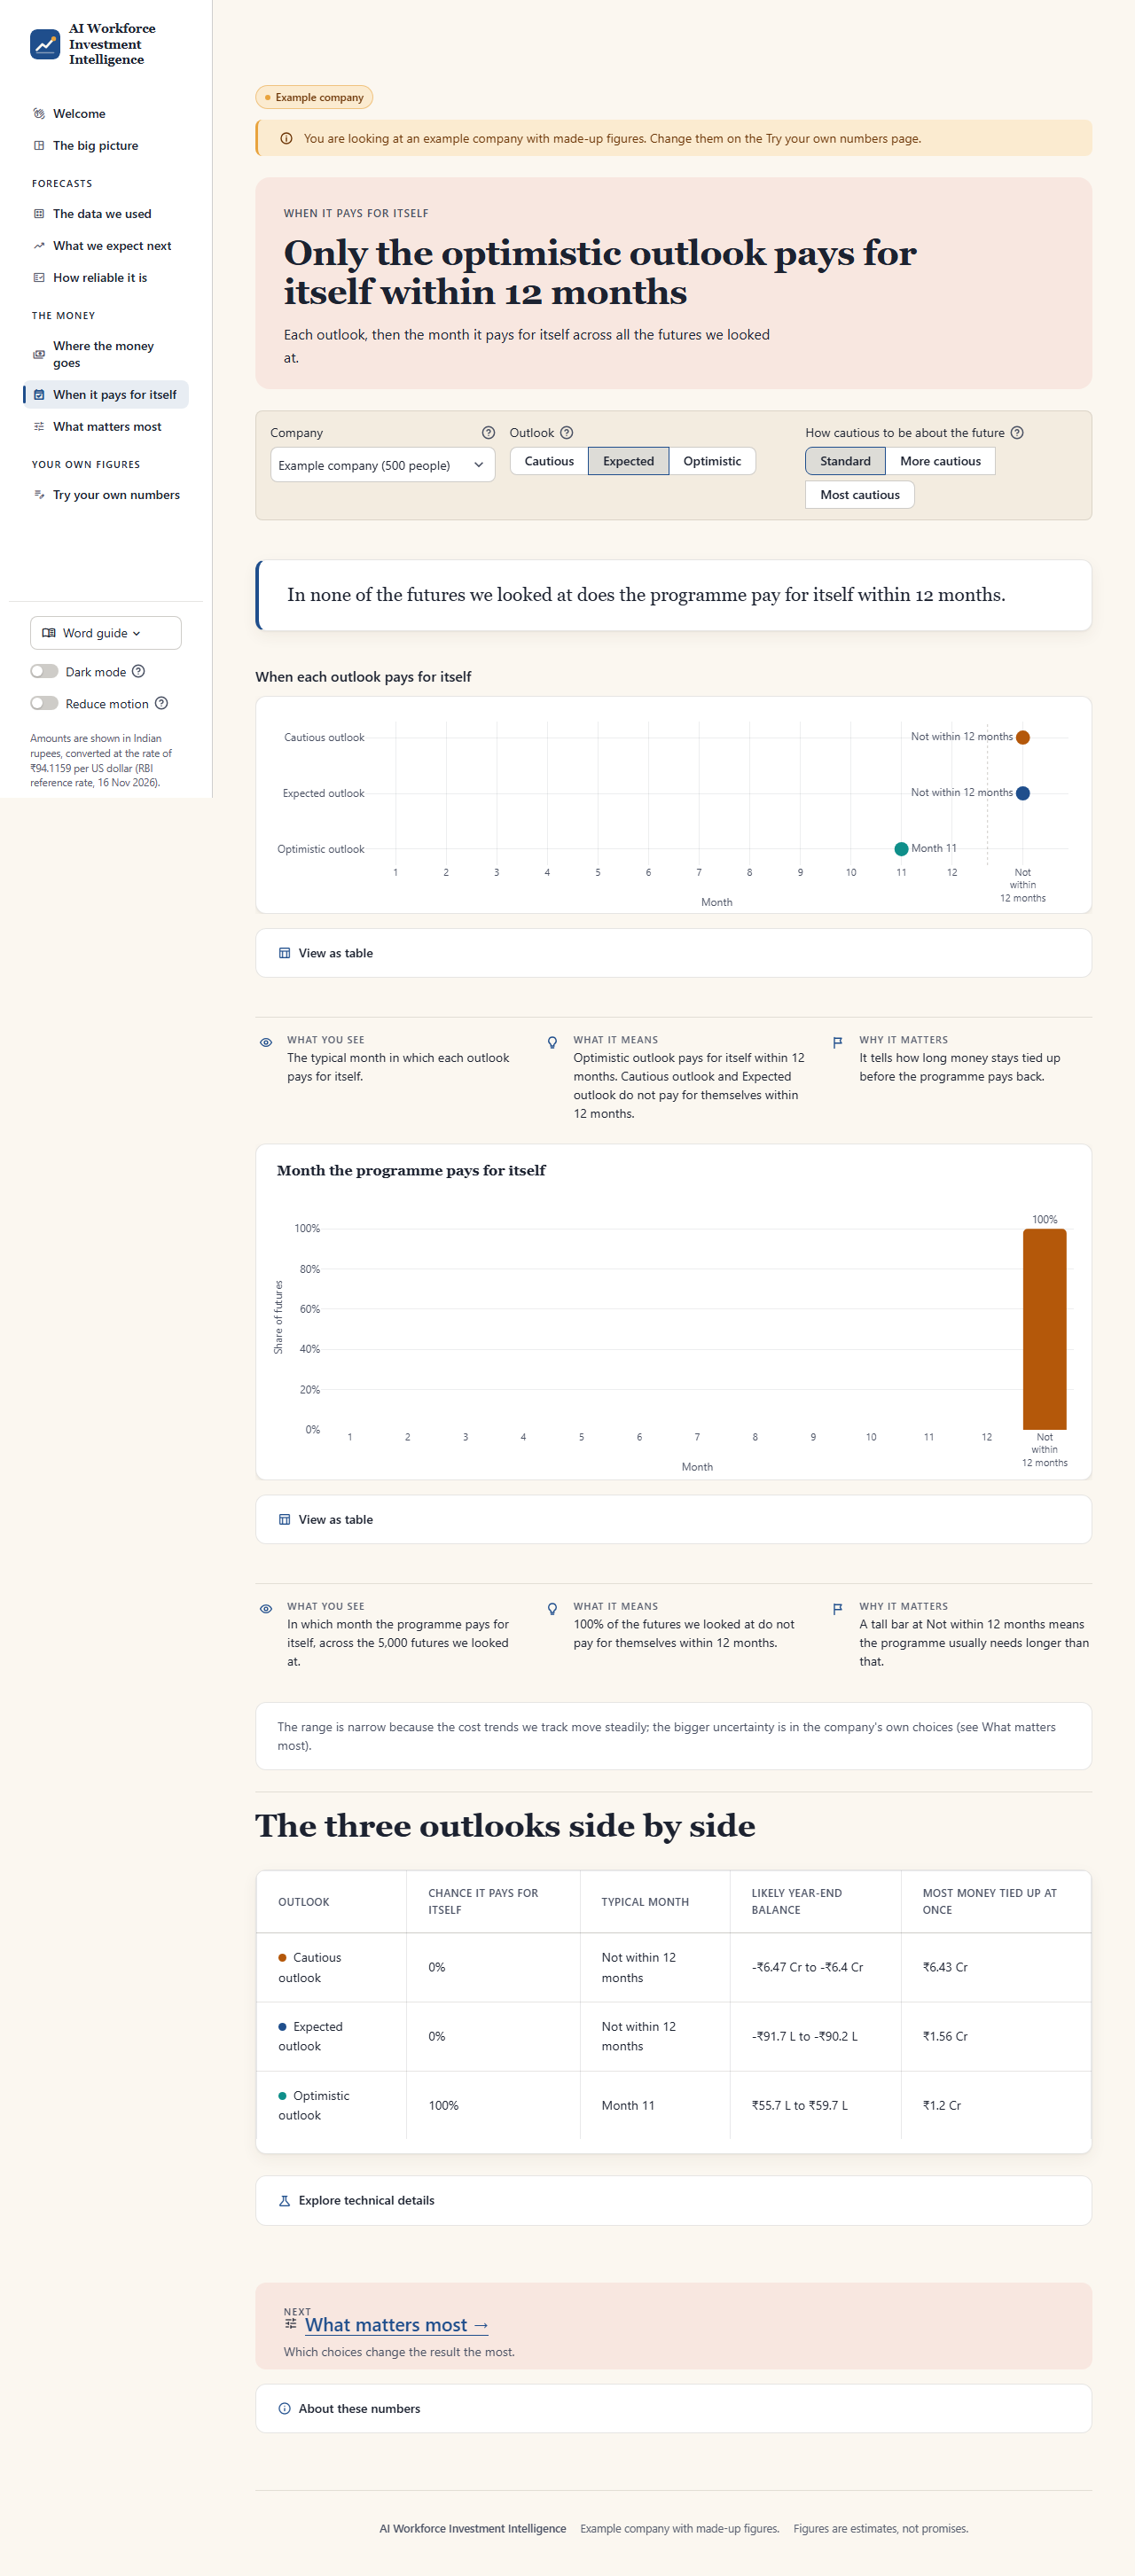 AI Workforce
Investment
Intelligence
Welcome
The big picture
FORECASTS
The data we used
What we expect next
How reliable it is
THE MONEY
Where the money
goes
When it pays for itself
What matters most
YOUR OWN FIGURES
Try your own numbers
Word guide
Dark mode
Reduce motion
Amounts are shown in Indian
rupees, converted at the rate of
₹94.1159 per US dollar (RBI
reference rate, 16 Nov 2026).
Example company
You are looking at an example company with made-up figures. Change them on the Try your own numbers page.
WHEN IT PAYS FOR ITSELF
Only the optimistic outlook pays for
itself within 12 months
Each outlook, then the month it pays for itself across all the futures we looked
at.
Company
Example company (500 people)
Outlook
Cautious Expected Optimistic
How cautious to be about the future
Standard More cautious
Most cautious
In none of the futures we looked at does the programme pay for itself within 12 months.
When each outlook pays for itself
Cautious outlook Not within 12 months
Expected outlook Not within 12 months
Optimistic outlook Month 11
1 2 3 4 5 6 7 8 9 10 11 12 Not
within
12 months
Month
View as table
WHAT YOU SEE
The typical month in which each outlook
pays for itself.
WHAT IT MEANS
Optimistic outlook pays for itself within 12
months. Cautious outlook and Expected
outlook do not pay for themselves within
12 months.
WHY IT MATTERS
It tells how long money stays tied up
before the programme pays back.
Month the programme pays for itself
100%
100%
80%
60%
40%
20%
0%
Share of futures
1 2 3 4 5 6 7 8 9 10 11 12 Not
within
12 months
Month
View as table
WHAT YOU SEE
In which month the programme pays for
itself, across the 5,000 futures we looked
at.
WHAT IT MEANS
100% of the futures we looked at do not
pay for themselves within 12 months.
WHY IT MATTERS
A tall bar at Not within 12 months means
the programme usually needs longer than
that.
The range is narrow because the cost trends we track move steadily; the bigger uncertainty is in the company's own choices (see What matters
most).
The three outlooks side by side
OUTLOOK
CHANCE IT PAYS FOR
ITSELF
TYPICAL MONTH
LIKELY YEAR-END
BALANCE
MOST MONEY TIED UP AT
ONCE
Cautious
outlook
0%
Not within 12
months
-₹6.47 Cr to -₹6.4 Cr
₹6.43 Cr
Expected
outlook
0%
Not within 12
months
-₹91.7 L to -₹90.2 L
₹1.56 Cr
Optimistic
outlook
100%
Month 11
₹55.7 L to ₹59.7 L
₹1.2 Cr
Explore technical details
NEXT
What matters most →
Which choices change the result the most.
About these numbers
AI Workforce Investment Intelligence Example company with made-up figures. Figures are estimates, not promises.